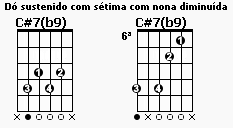 Dó sustenido com sétima com nona diminuída
C#7(b9) C#7(b9)
6ª
1 2 3 4
1 2 3 4
X O O O X X O O O X